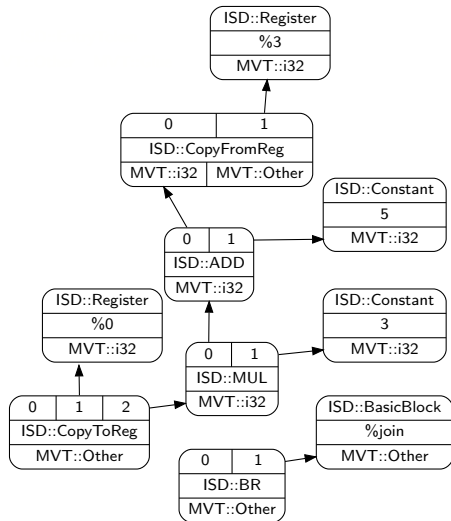 ISD::Register
%3
MVT::i32
0 1
ISD::CopyFromReg
MVT::i32 MVT::Other
ISD::Constant
5
MVT::i32
0 1
ISD::ADD
MVT::i32
ISD::Register
%0
MVT::i32
ISD::Constant
3
MVT::i32
0 1
ISD::MUL
MVT::i32
0 1 2
ISD::CopyToReg
MVT::Other
ISD::BasicBlock
%join
MVT::Other
0 1
ISD::BR
MVT::Other